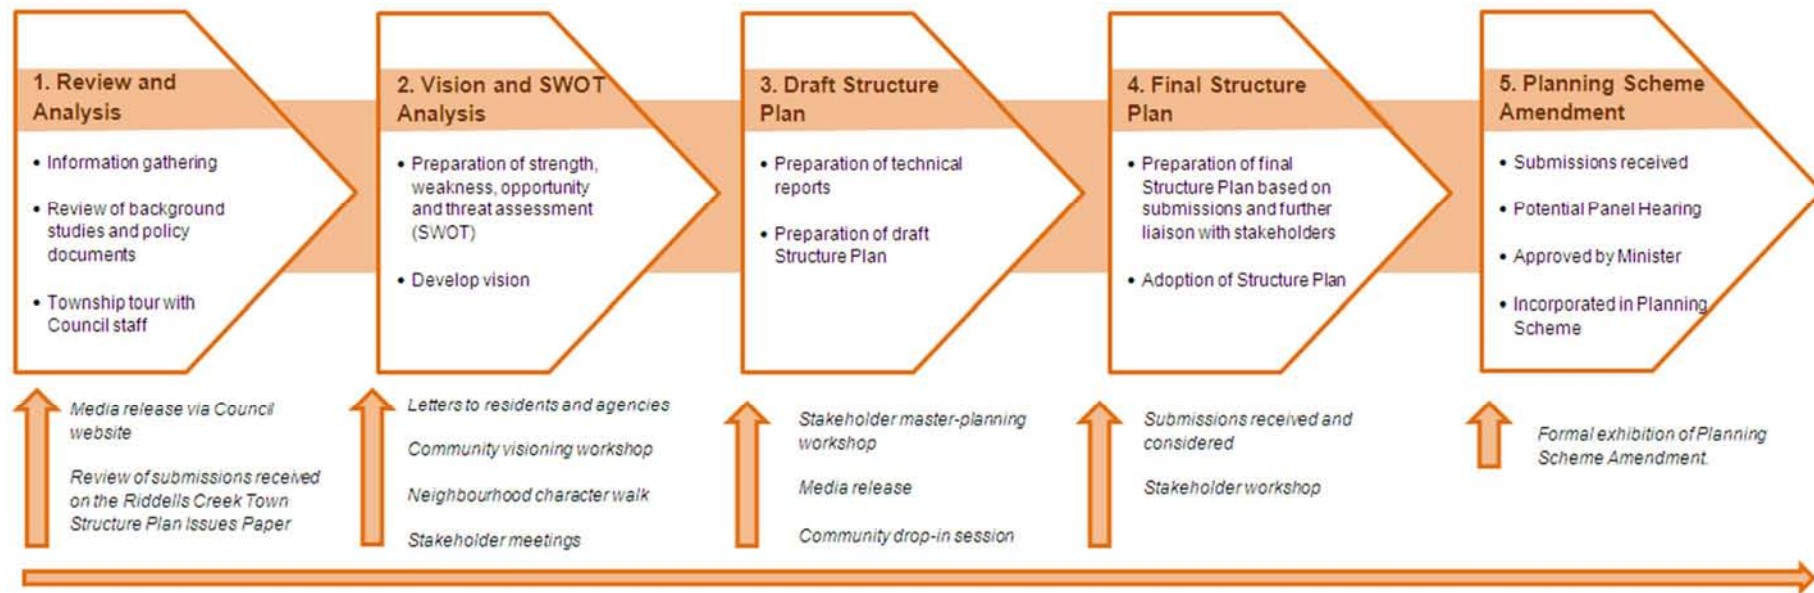 1. Review and
Analysis
• Information gathering
• Review of background
studies and policy
documents
• Township tour with
Council staff
2. Vision and SWOT
Analysis
• Preparation of strength,
weakness, opportunity
and threat assessment
(SWOT)
• Develop vision
3. Draft Structure
Plan
• Preparation of technical
reports
• Preparation of draft
Structure Plan
4. Final Structure
Plan
• Preparation of final
Structure Plan based on
submissions and further
liaison with stakeholders
• Adoption of Structure Plan
5. Planning Scheme
Amendment
• Submissions received
• Potential Panel Hearing
• Approved by Minister
• Incorporated in Planning
Scheme
Media release via Council
website
Review of submissions received
on the Riddells Creek Town
Structure Plan Issues Paper
Letters to residents and agencies
Community visioning workshop
Neighbourhood character walk
Stakeholder meetings
Stakeholder master-planning
workshop
Media release
Community drop-in session
Submissions received and
considered
Stakeholder workshop
Formal exhibition of Planning
Scheme Amendment.